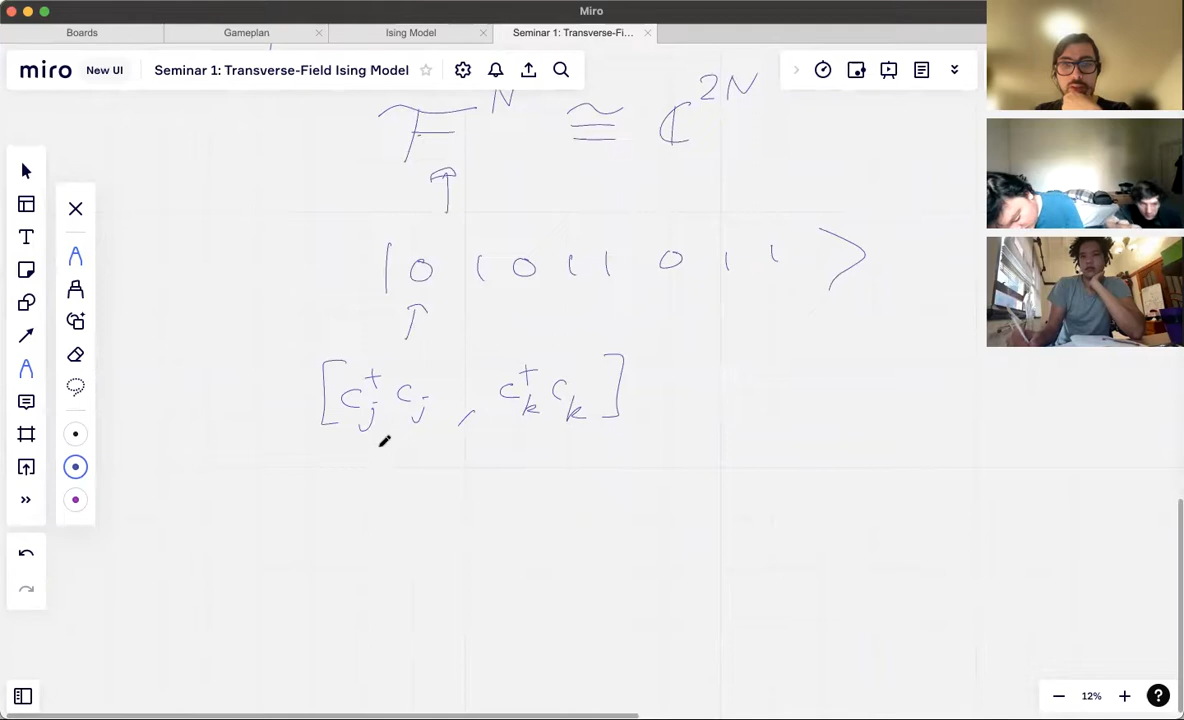 Miro
Boards Gameplan Ising Model Seminar 1: Transverse-Fi...
miro New UI Seminar 1: Transverse-Field Ising Model
F^N ≅ ℂ^{2N}
↑
| 0 1 0 1 1 0 1 1 ⟩
↑
[c_j^† c_j , c_k^† c_k]
12%